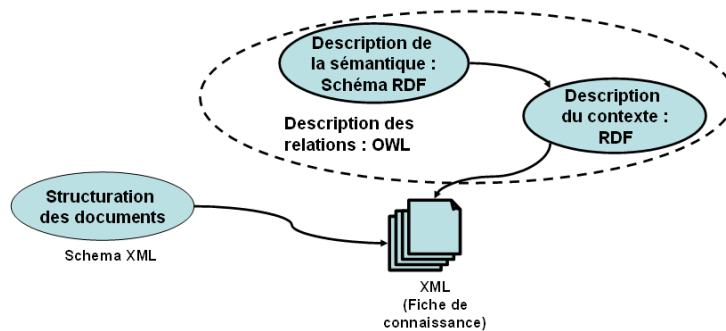 Description de
la sémantique :
Schéma RDF
Description
du contexte :
RDF
Description des
relations : OWL
Structuration
des documents
Schema XML
XML
(Fiche de
connaissance)